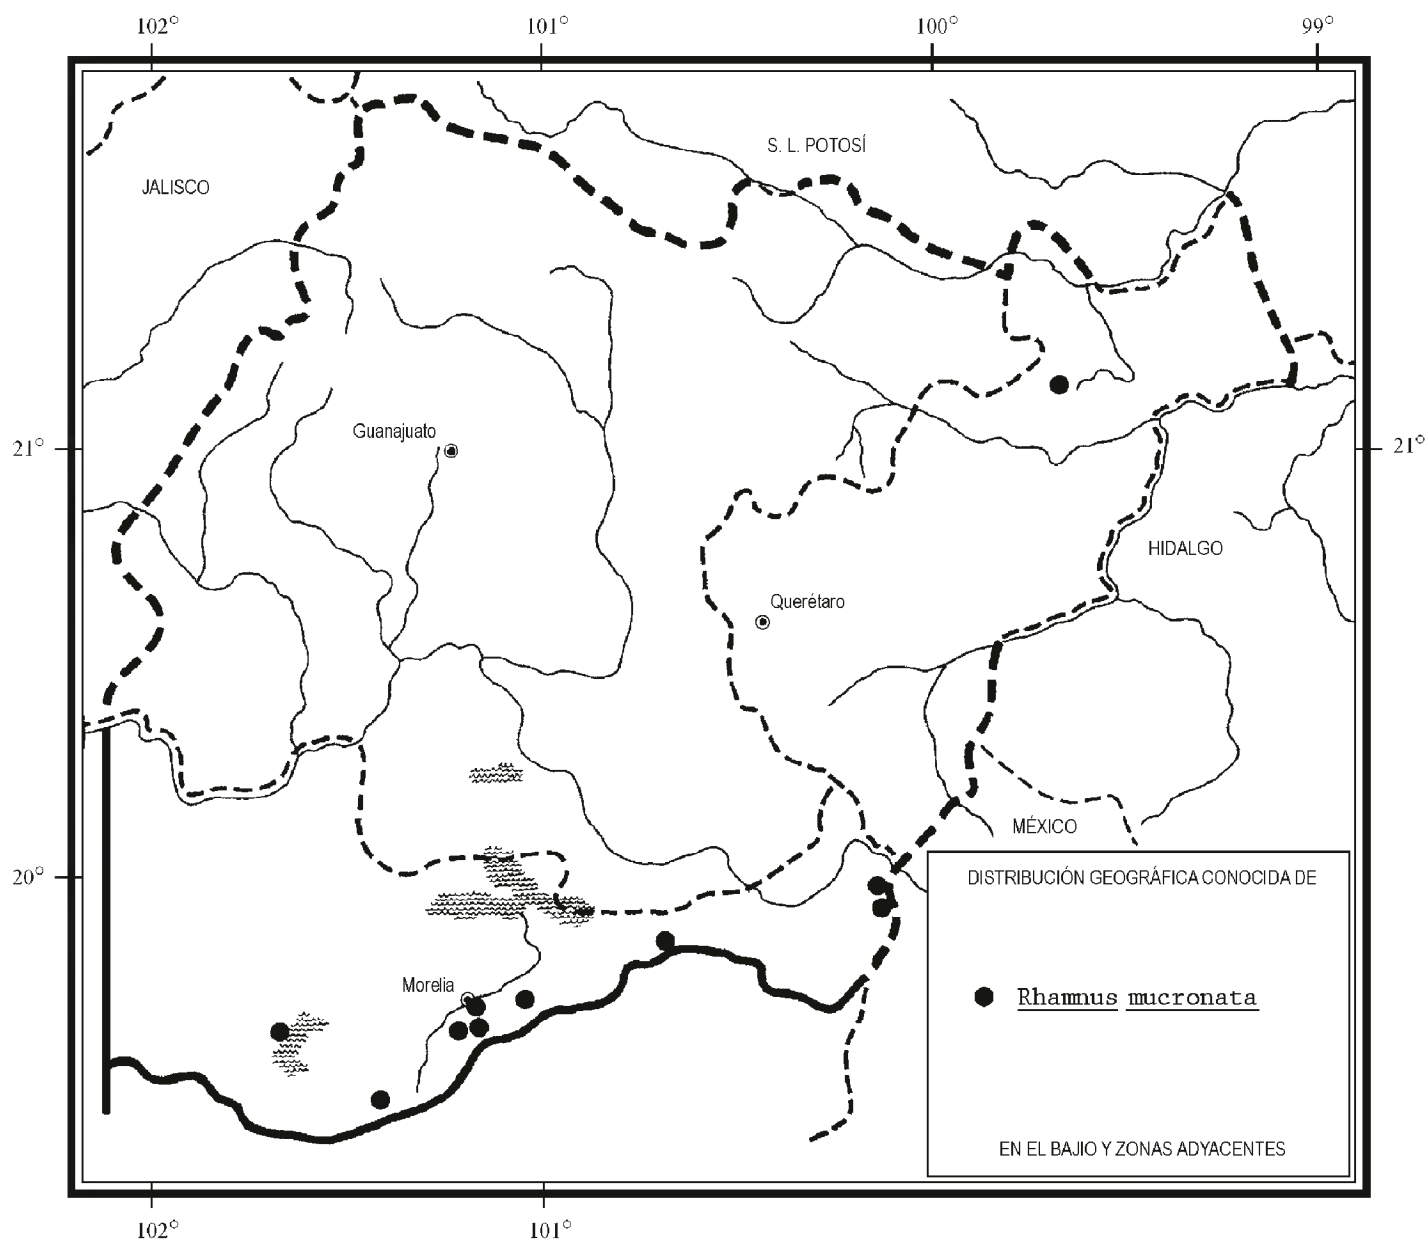 102° 101° 100° 99°
S. L. POTOSÍ
JALISCO
Guanajuato
21° 21°
HIDALGO
Querétaro
MÉXICO
20°
DISTRIBUCIÓN GEOGRÁFICA CONOCIDA DE
Morelia
Rhamnus mucronata
EN EL BAJIO Y ZONAS ADYACENTES
102° 101°